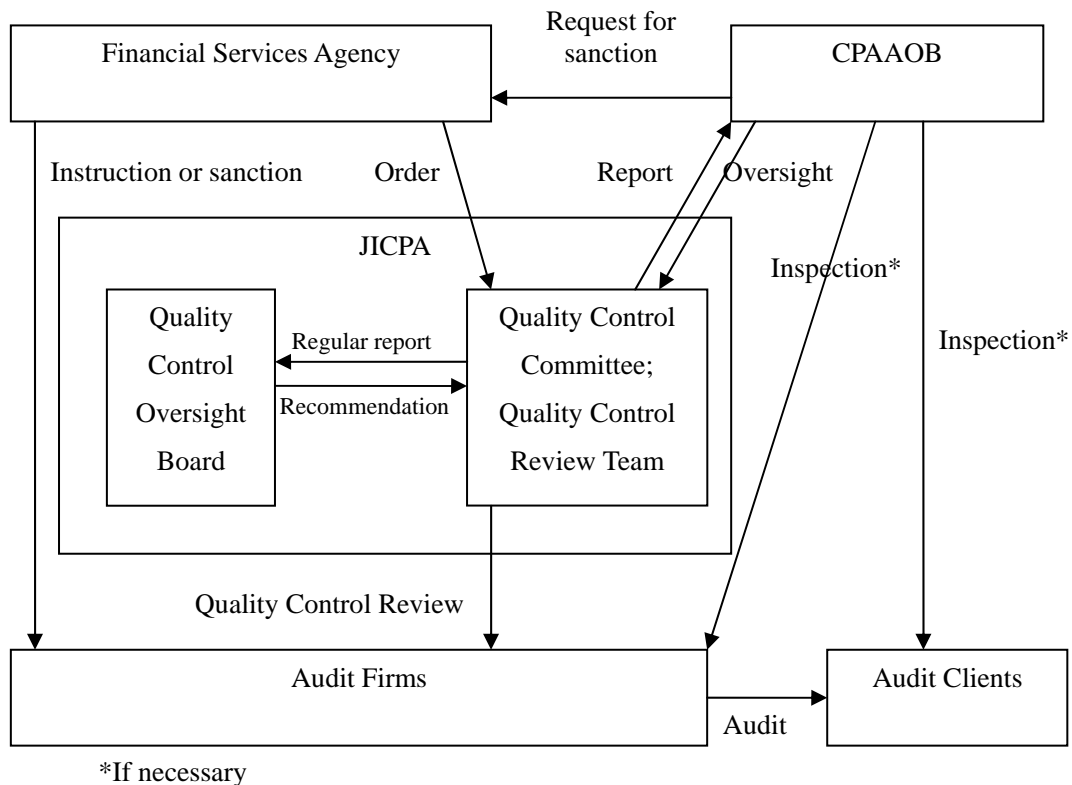 Request for
sanction
Financial Services Agency
CPAAOB
Instruction or sanction
Order
Report
Oversight
JICPA
Inspection*
Quality
Control
Oversight
Board
Regular report
Recommendation
Quality Control
Committee;
Quality Control
Review Team
Inspection*
Quality Control Review
Audit Firms
Audit
Audit Clients
*If necessary